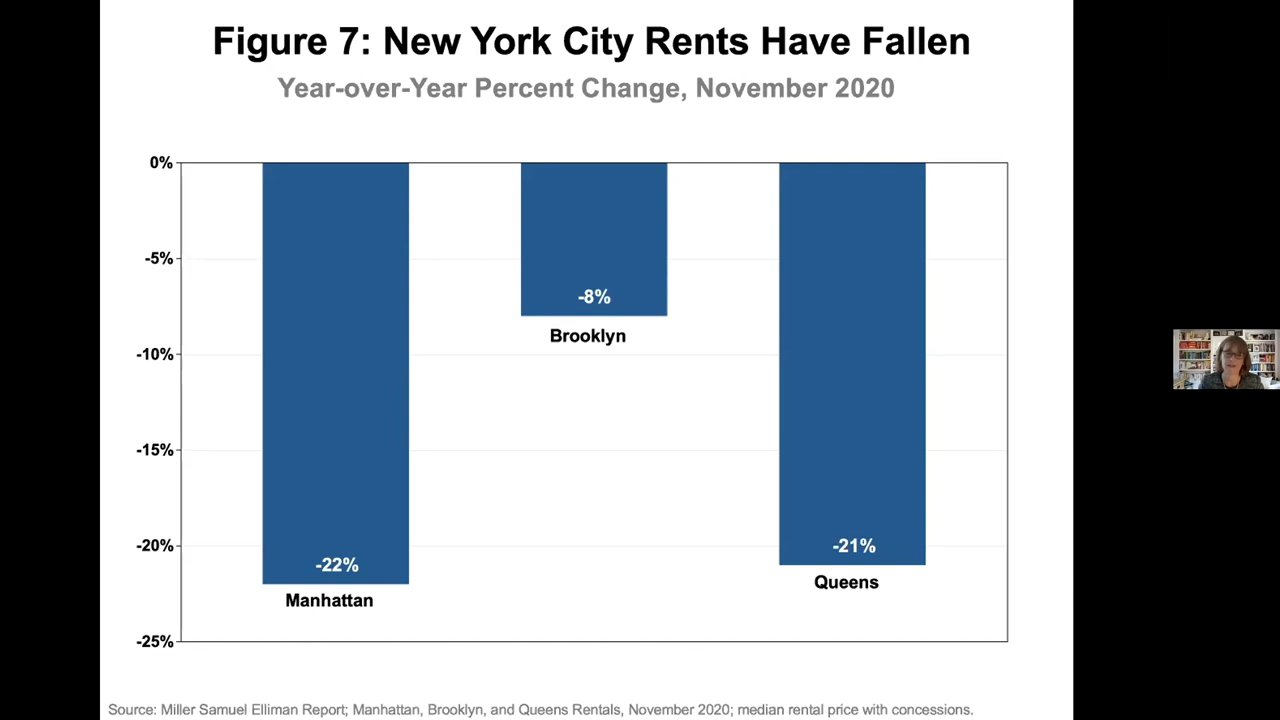 Figure 7: New York City Rents Have Fallen
Year-over-Year Percent Change, November 2020
0%
-5%
-10%
-15%
-20%
-25%
-22%
Manhattan
-8%
Brooklyn
-21%
Queens
Source: Miller Samuel Elliman Report; Manhattan, Brooklyn, and Queens Rentals, November 2020; median rental price with concessions.